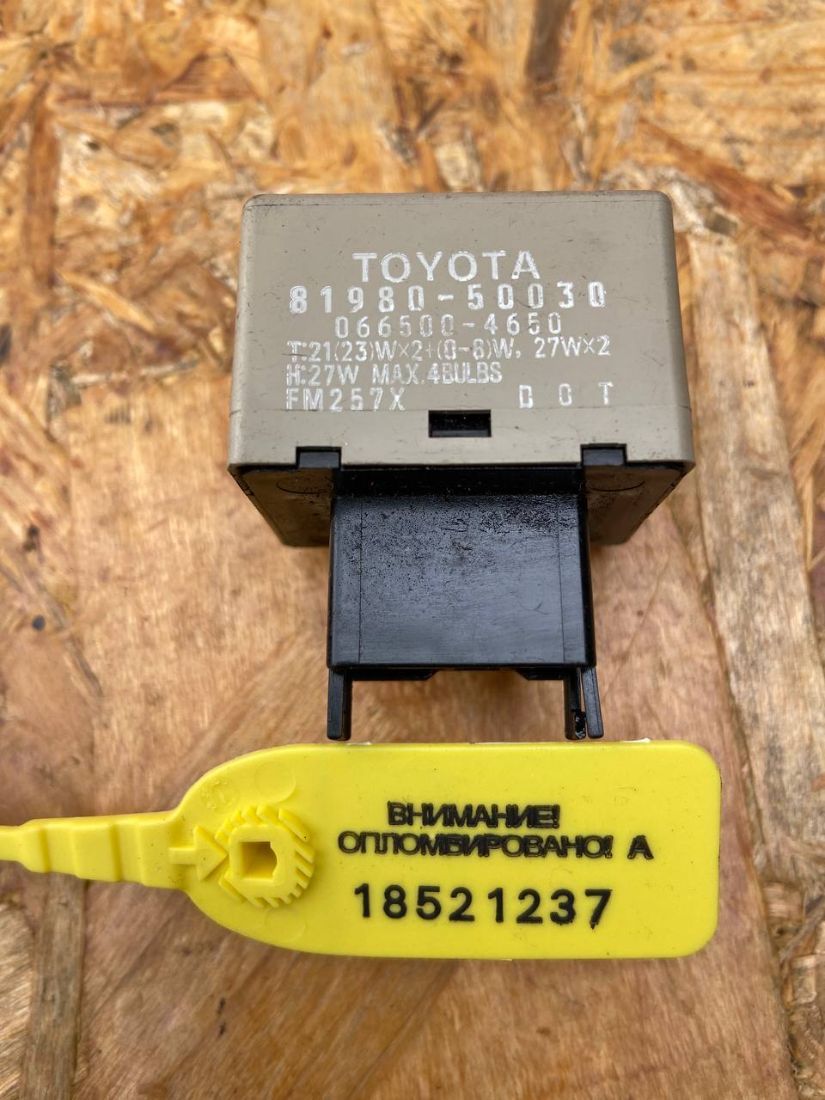 TOYOTA
81980-50030
066500-4650
T:21(23)W×2+(0-8)W, 27W×2
H:27W MAX.4BULBS
FM257X DOT
ВНИМАНИЕ!
ОПЛОМБИРОВАНО! А
18521237